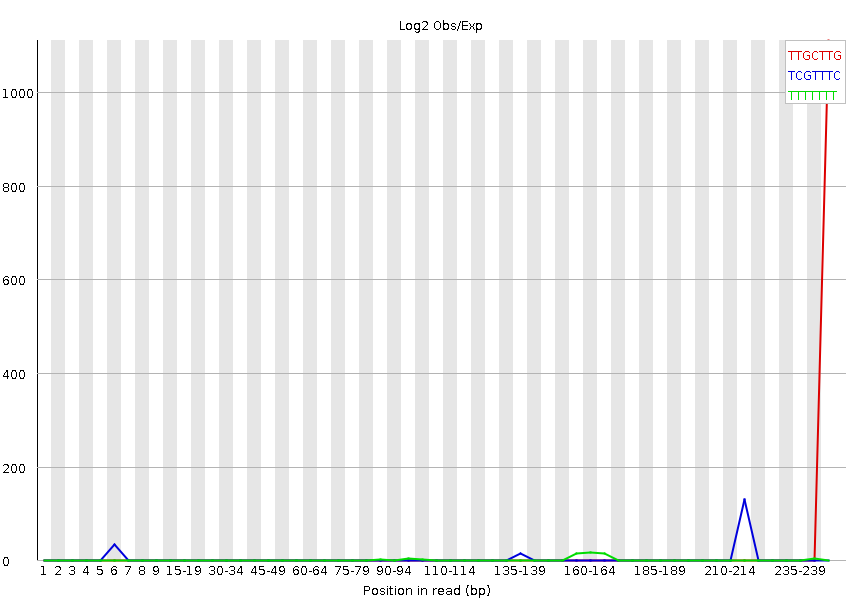 Log2 Obs/Exp
TTGCTTG
TCGTTTC
TTTTTTT
1000
800
600
400
200
0
1 2 3 4 5 6 7 8 9 15-19 30-34 45-49 60-64 75-79 90-94 110-114 135-139 160-164 185-189 210-214 235-239
Position in read (bp)